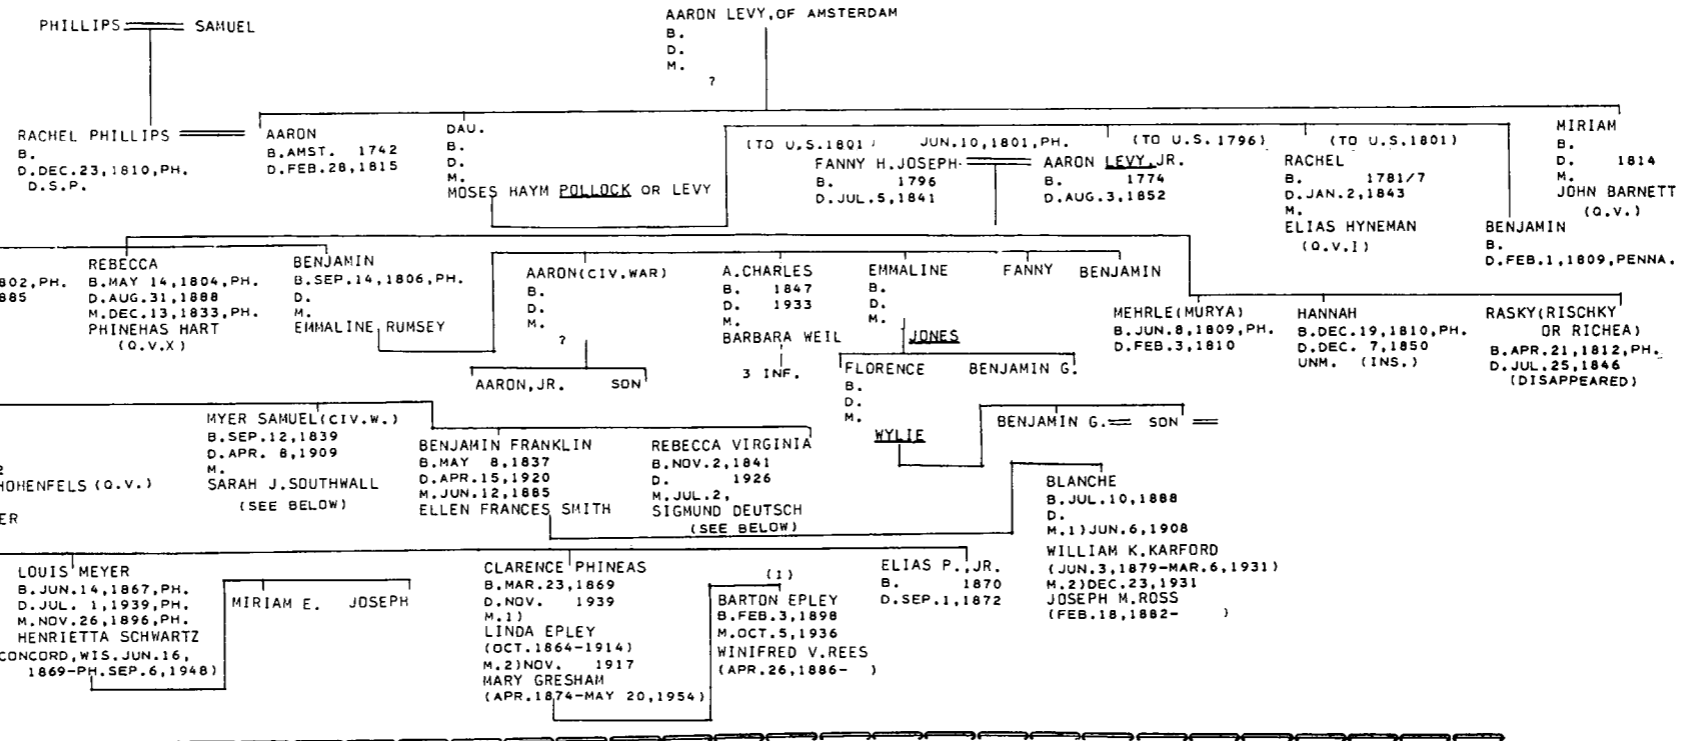 PHILLIPS SAMUEL
AARON LEVY, OF AMSTERDAM
B.
D.
M.
?
RACHEL PHILLIPS
B.
D.DEC.23,1810,PH.
D.S.P.
AARON
B.AMST. 1742
D.FEB.28,1815
DAU.
B.
D.
M.
MOSES HAYM POLLOCK OR LEVY
(TO U.S.1801) JUN.10,1801,PH. (TO U.S.1796) (TO U.S.1801)
FANNY H.JOSEPH
B. 1796
D.JUL.5,1841
AARON LEVY,JR.
B. 1774
D.AUG.3,1852
RACHEL
B. 1781/7
D.JAN.2,1843
M.
ELIAS HYNEMAN
(Q.V.I)
MIRIAM
B.
D. 1814
M.
JOHN BARNETT
(Q.V.)
BENJAMIN
B.
D.FEB.1,1809,PENNA.
802,PH.
885
REBECCA
B.MAY 14,1804,PH.
D.AUG.31,1888
M.DEC.13,1833,PH.
PHINEHAS HART
(Q.V.X)
BENJAMIN
B.SEP.14,1806,PH.
D.
M.
EMMALINE RUMSEY
AARON(CIV.WAR)
B.
D.
M.
?
AARON,JR. SON
A.CHARLES
B. 1847
D. 1933
M.
BARBARA WEIL
3 INF.
EMMALINE
B.
D.
M.
JONES
FANNY BENJAMIN
MEHRLE(MURYA)
B.JUN.8,1809,PH.
D.FEB.3,1810
HANNAH
B.DEC.19,1810,PH.
D.DEC. 7,1850
UNM. (INS.)
RASKY(RISCHKY
OR RICHEA)
B.APR.21,1812,PH.
D.JUL.25,1846
(DISAPPEARED)
FLORENCE
B.
D.
M.
WYLIE
BENJAMIN G.
BENJAMIN G. SON
2
HOHENFELS (Q.V.)
ER
MYER SAMUEL(CIV.W.)
B.SEP.12,1839
D.APR. 8,1909
M.
SARAH J.SOUTHWALL
(SEE BELOW)
BENJAMIN FRANKLIN
B.MAY 8,1837
D.APR.15,1920
M.JUN.12,1885
ELLEN FRANCES SMITH
REBECCA VIRGINIA
B.NOV.2,1841
D. 1926
M.JUL.2,
SIGMUND DEUTSCH
(SEE BELOW)
BLANCHE
B.JUL.10,1888
D.
M.1)JUN.6,1908
WILLIAM K.KARFORD
(JUN.3,1879-MAR.6,1931)
M.2)DEC.23,1931
JOSEPH M.ROSS
(FEB.18,1882- )
LOUIS MEYER
B.JUN.14,1867,PH.
D.JUL. 1,1939,PH.
M.NOV.26,1896,PH.
HENRIETTA SCHWARTZ
CONCORD,WIS.JUN.16,
1869-PH.SEP.6,1948)
MIRIAM E. JOSEPH
CLARENCE PHINEAS
B.MAR.23,1869
D.NOV. 1939
M.1)
LINDA EPLEY
(OCT.1864-1914)
M.2)NOV. 1917
MARY GRESHAM
(APR.1874-MAY 20,1954)
(1)
BARTON EPLEY
B.FEB.3,1898
M.OCT.5,1936
WINIFRED V.REES
(APR.26,1886- )
ELIAS P.,JR.
B. 1870
D.SEP.1,1872